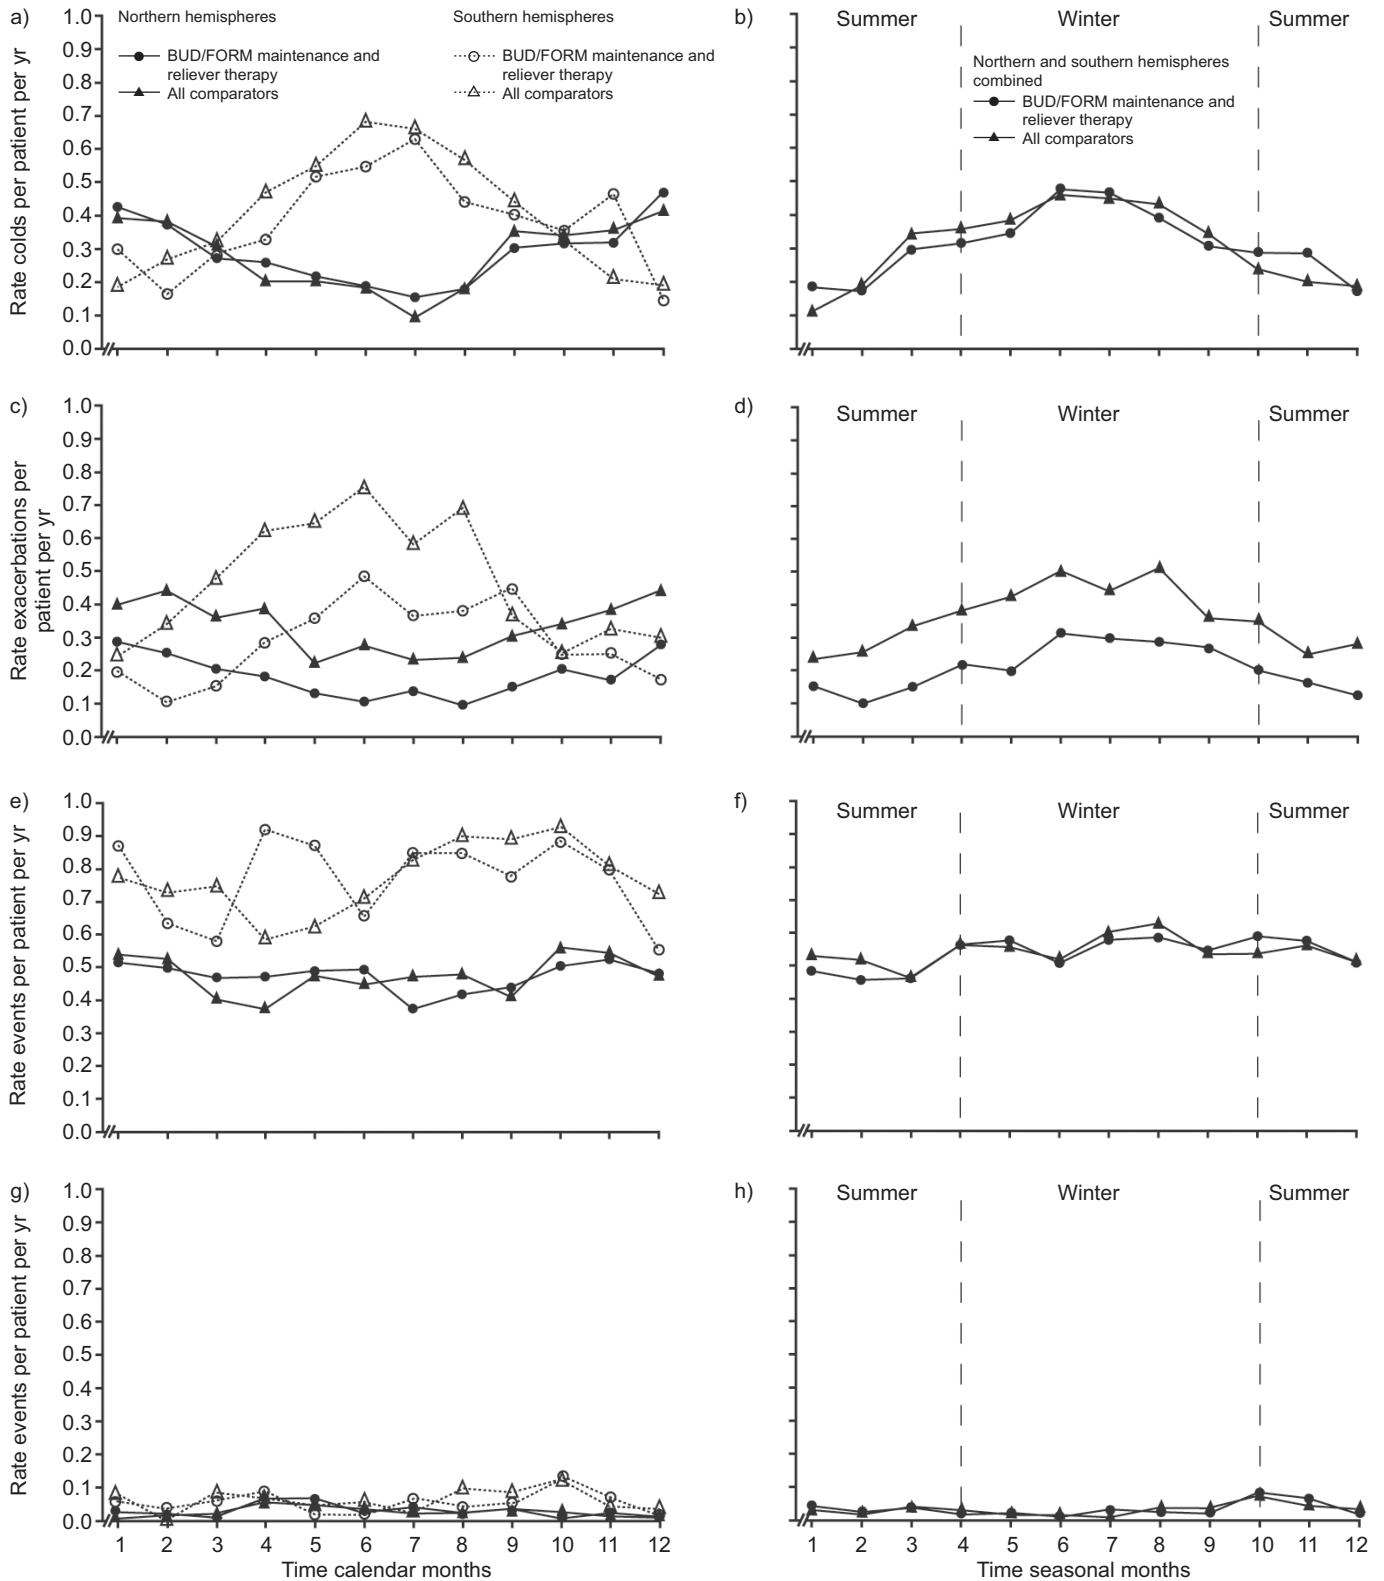 a)
Rate colds per patient per yr
1.0
0.9
0.8
0.7
0.6
0.5
0.4
0.3
0.2
0.1
0.0
Northern hemispheres
BUD/FORM maintenance and
reliever therapy
All comparators
Southern hemispheres
BUD/FORM maintenance and
reliever therapy
All comparators
b)
Summer
Winter
Summer
Northern and southern hemispheres
combined
BUD/FORM maintenance and
reliever therapy
All comparators
c)
Rate exacerbations per
patient per yr
1.0
0.9
0.8
0.7
0.6
0.5
0.4
0.3
0.2
0.1
0.0
d)
Summer
Winter
Summer
e)
Rate events per patient per yr
1.0
0.9
0.8
0.7
0.6
0.5
0.4
0.3
0.2
0.1
0.0
f)
Summer
Winter
Summer
g)
Rate events per patient per yr
1.0
0.9
0.8
0.7
0.6
0.5
0.4
0.3
0.2
0.1
0.0
1 2 3 4 5 6 7 8 9 10 11 12
Time calendar months
h)
Summer
Winter
Summer
1 2 3 4 5 6 7 8 9 10 11 12
Time seasonal months